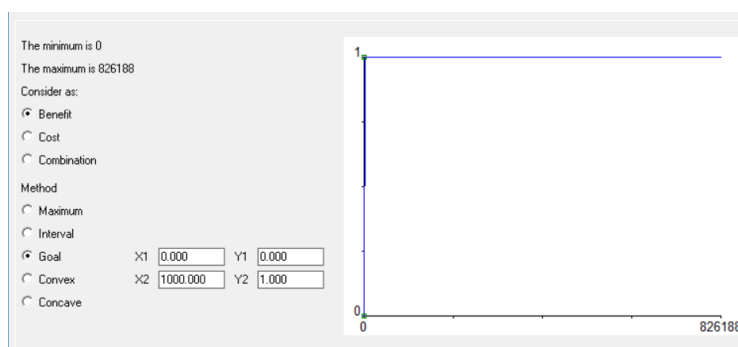 The minimum is 0
The maximum is 826188
Consider as:
Benefit
Cost
Combination
Method
Maximum
Interval
Goal X1 0.000 Y1 0.000
Convex X2 1000.000 Y2 1.000
Concave
1
0
0 826188